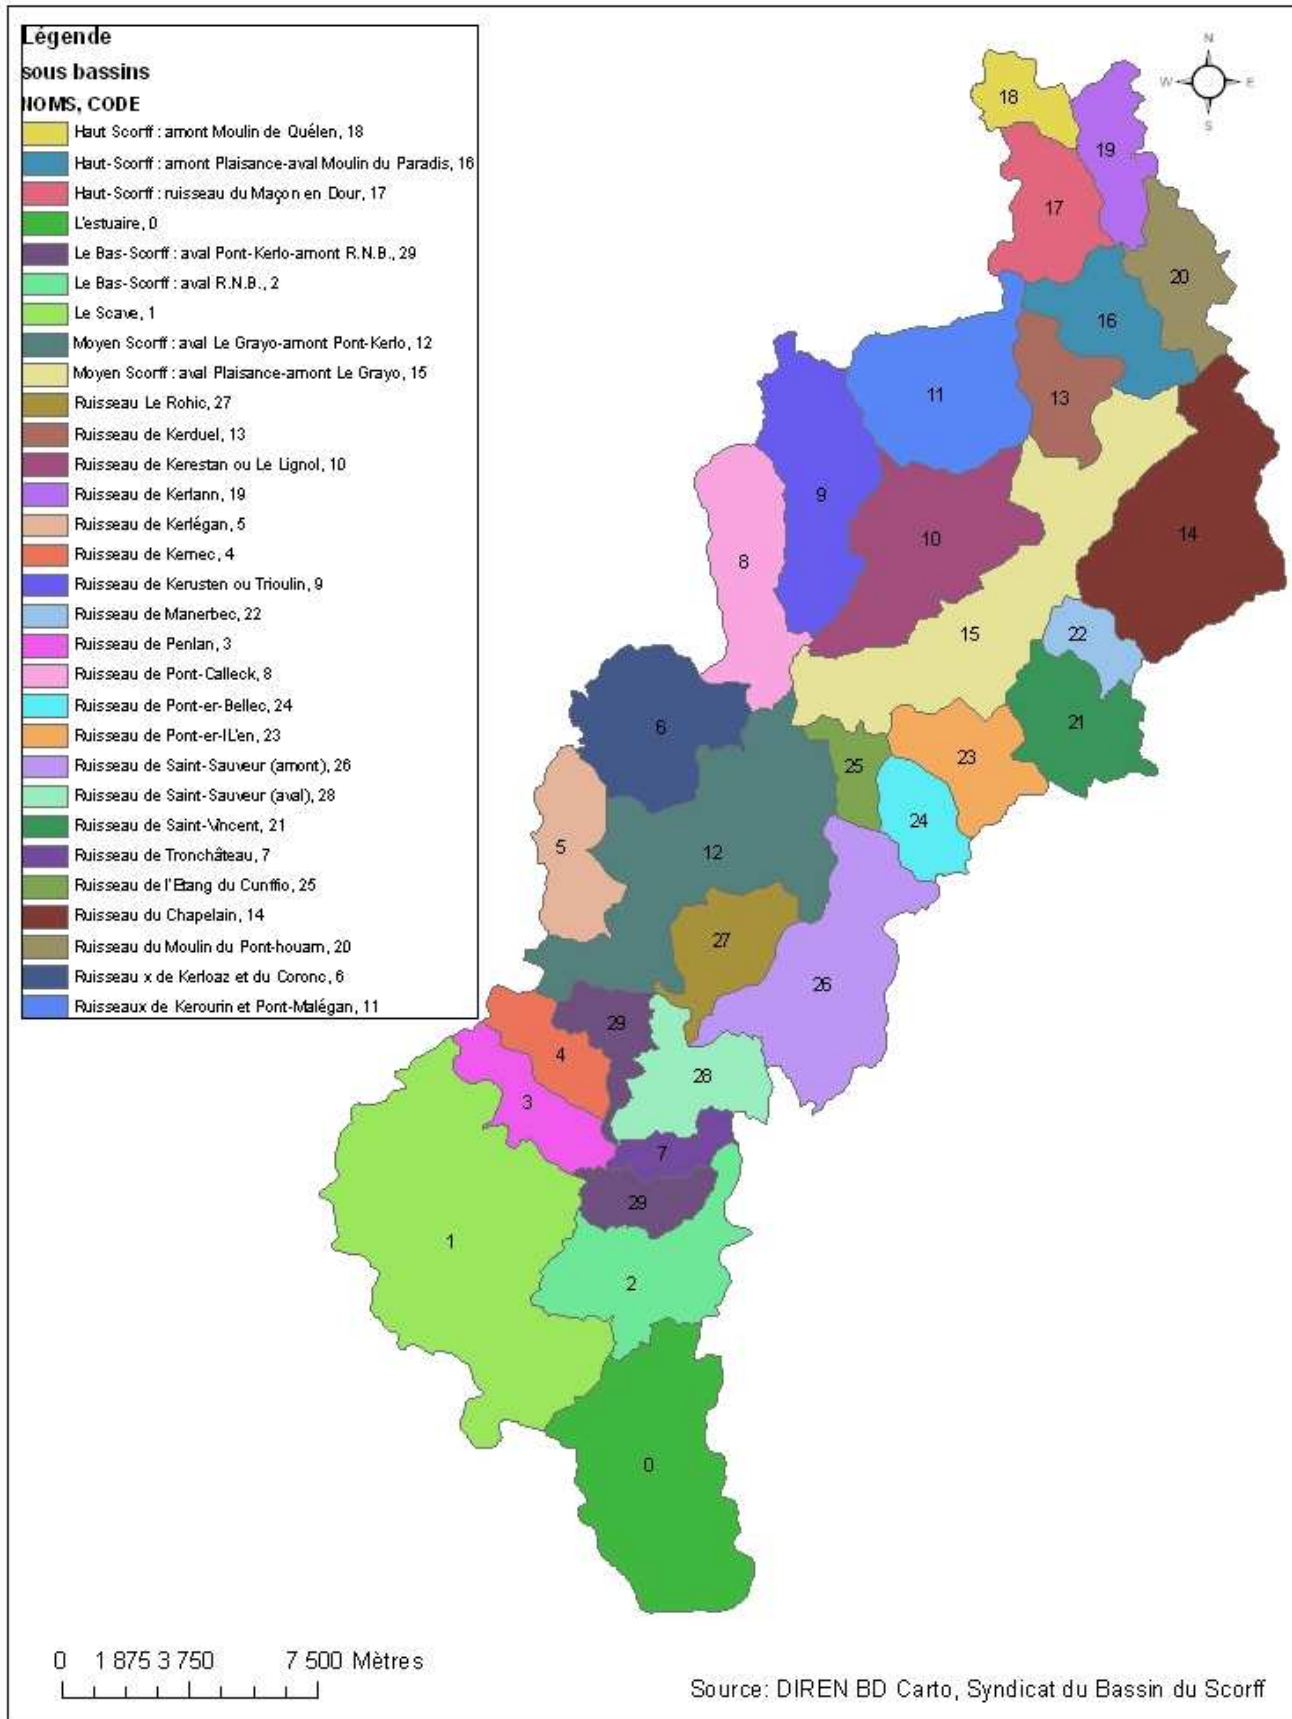 Légende
sous bassins
NOMS, CODE
Haut Scorff : amont Moulin de Quélen, 18
Haut-Scorff : amont Plaisance-aval Moulin du Paradis, 16
Haut-Scorff : ruisseau du Maçon en Dour, 17
L'estuaire, 0
Le Bas-Scorff : aval Pont-Kerlo-amont R.N.B., 29
Le Bas-Scorff : aval R.N.B., 2
Le Scave, 1
Moyen Scorff : aval Le Grayo-amont Pont-Kerlo, 12
Moyen Scorff : aval Plaisance-amont Le Grayo, 15
Ruisseau Le Rohic, 27
Ruisseau de Kerduel, 13
Ruisseau de Kerestan ou Le Lignol, 10
Ruisseau de Kerlann, 19
Ruisseau de Kerlégan, 5
Ruisseau de Kernec, 4
Ruisseau de Kerusten ou Trioulin, 9
Ruisseau de Manerbec, 22
Ruisseau de Penlan, 3
Ruisseau de Pont-Calleck, 8
Ruisseau de Pont-er-Bellec, 24
Ruisseau de Pont-er-IL'en, 23
Ruisseau de Saint-Sauveur (amont), 26
Ruisseau de Saint-Sauveur (aval), 28
Ruisseau de Saint-Vincent, 21
Ruisseau de Tronchâteau, 7
Ruisseau de l'Etang du Cunffio, 25
Ruisseau du Chapelain, 14
Ruisseau du Moulin du Pont-houarn, 20
Ruisseau x de Kerloaz et du Coronc, 6
Ruisseaux de Kerourin et Pont-Malégan, 11
N
W E
S
18
19
17
20
16
11
13
9
10
14
8
15
22
6
21
23
25
24
5
12
27
26
29
4
28
3
7
29
1
2
0
0 1 875 3 750 7 500 Mètres
Source: DIREN BD Carto, Syndicat du Bassin du Scorff